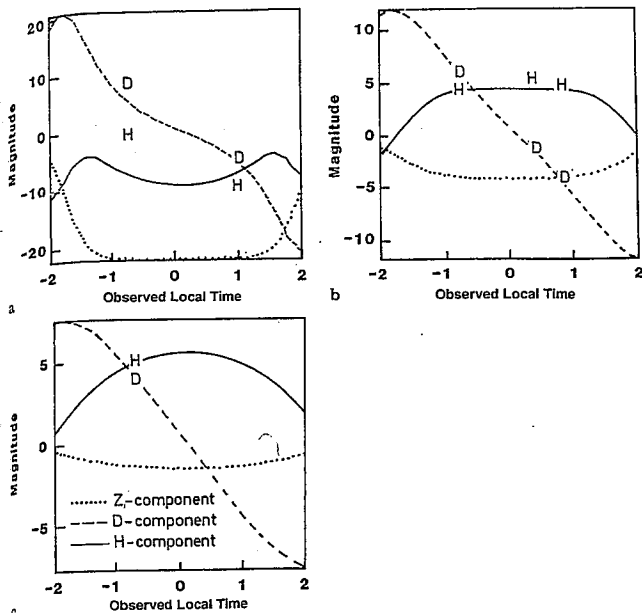 20
10
0
-10
-20
Magnitude
D
H
D
H
-2
-1
0
1
2
Observed Local Time
a
10
5
0
-5
-10
Magnitude
D
H
H
H
D
D
-2
-1
0
1
2
Observed Local Time
b
5
0
-5
Magnitude
H
D
Z-component
D-component
H-component
-2
-1
0
1
2
Observed Local Time
c